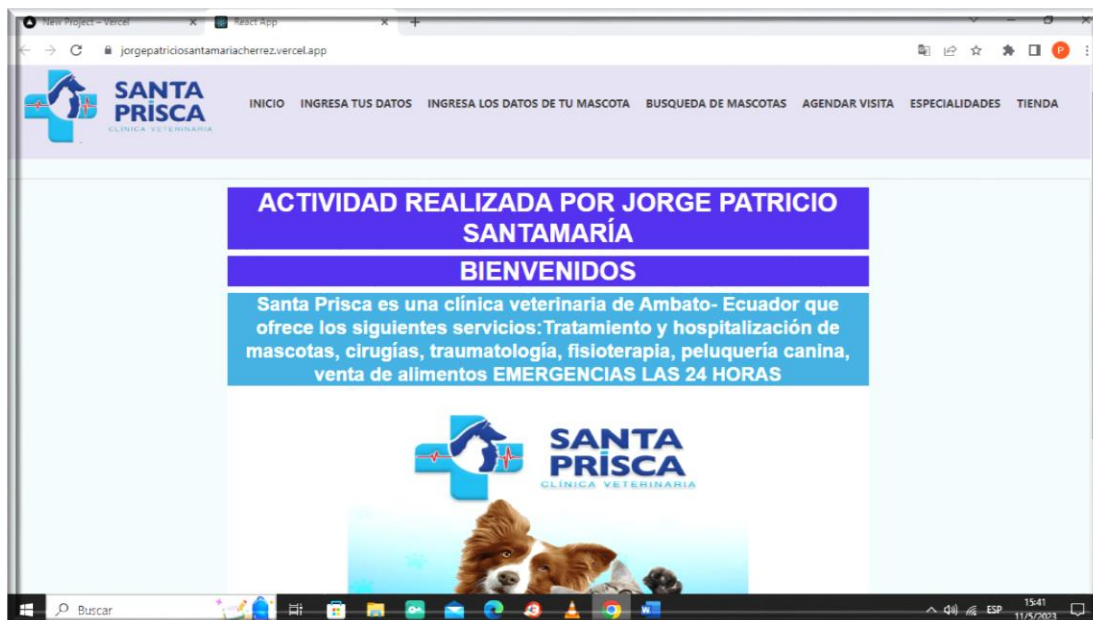 New Project – Vercel
React App
jorgepatriciosantamariacherrez.vercel.app
P
SANTA
PRISCA
CLÍNICA VETERINARIA
INICIO INGRESA TUS DATOS INGRESA LOS DATOS DE TU MASCOTA BUSQUEDA DE MASCOTAS AGENDAR VISITA ESPECIALIDADES TIENDA
ACTIVIDAD REALIZADA POR JORGE PATRICIO
SANTAMARÍA
BIENVENIDOS
Santa Prisca es una clínica veterinaria de Ambato- Ecuador que
ofrece los siguientes servicios:Tratamiento y hospitalización de
mascotas, cirugías, traumatología, fisioterapia, peluquería canina,
venta de alimentos EMERGENCIAS LAS 24 HORAS
SANTA
PRISCA
CLÍNICA VETERINARIA
Buscar
ESP
15:41
11/5/2023